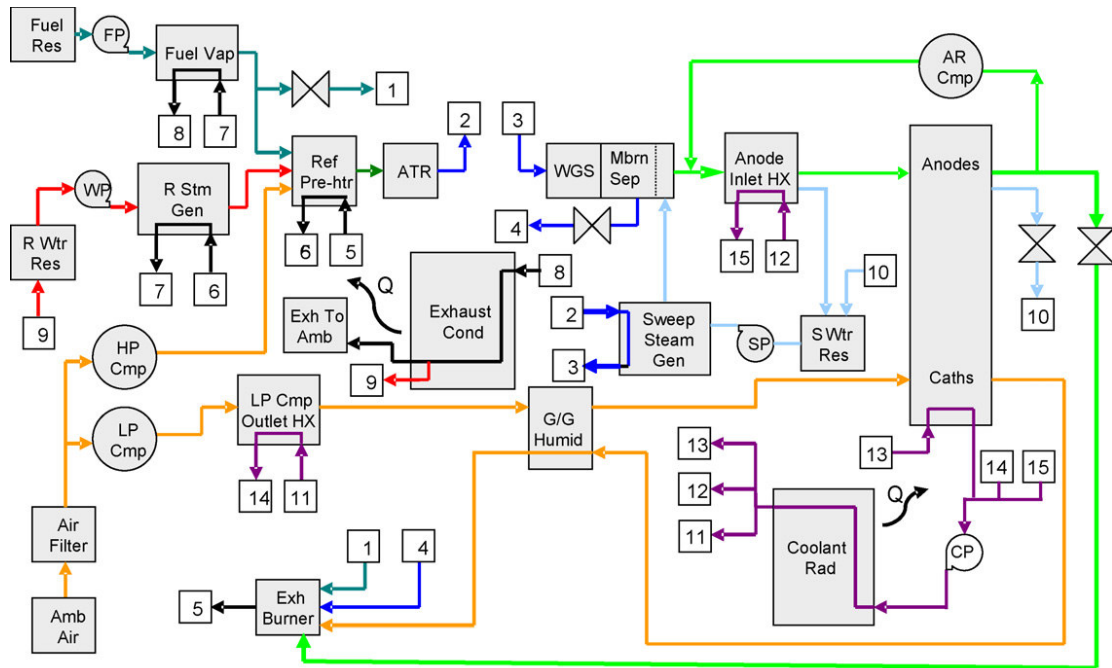 Fuel
Res
FP
Fuel Vap
8
7
1
2
3
AR
Cmp
WP
R Stm
Gen
Ref
Pre-htr
ATR
WGS
Mbrn
Sep
Anode
Inlet HX
Anodes
R Wtr
Res
7
6
6
5
4
15
12
9
Q
8
10
10
Exh To
Amb
Exhaust
Cond
2
Sweep
Steam
Gen
3
SP
S Wtr
Res
HP
Cmp
9
Caths
LP
Cmp
LP Cmp
Outlet HX
G/G
Humid
14
11
13
12
11
13
14
15
Q
Air
Filter
Coolant
Rad
CP
1
4
Amb
Air
5
Exh
Burner